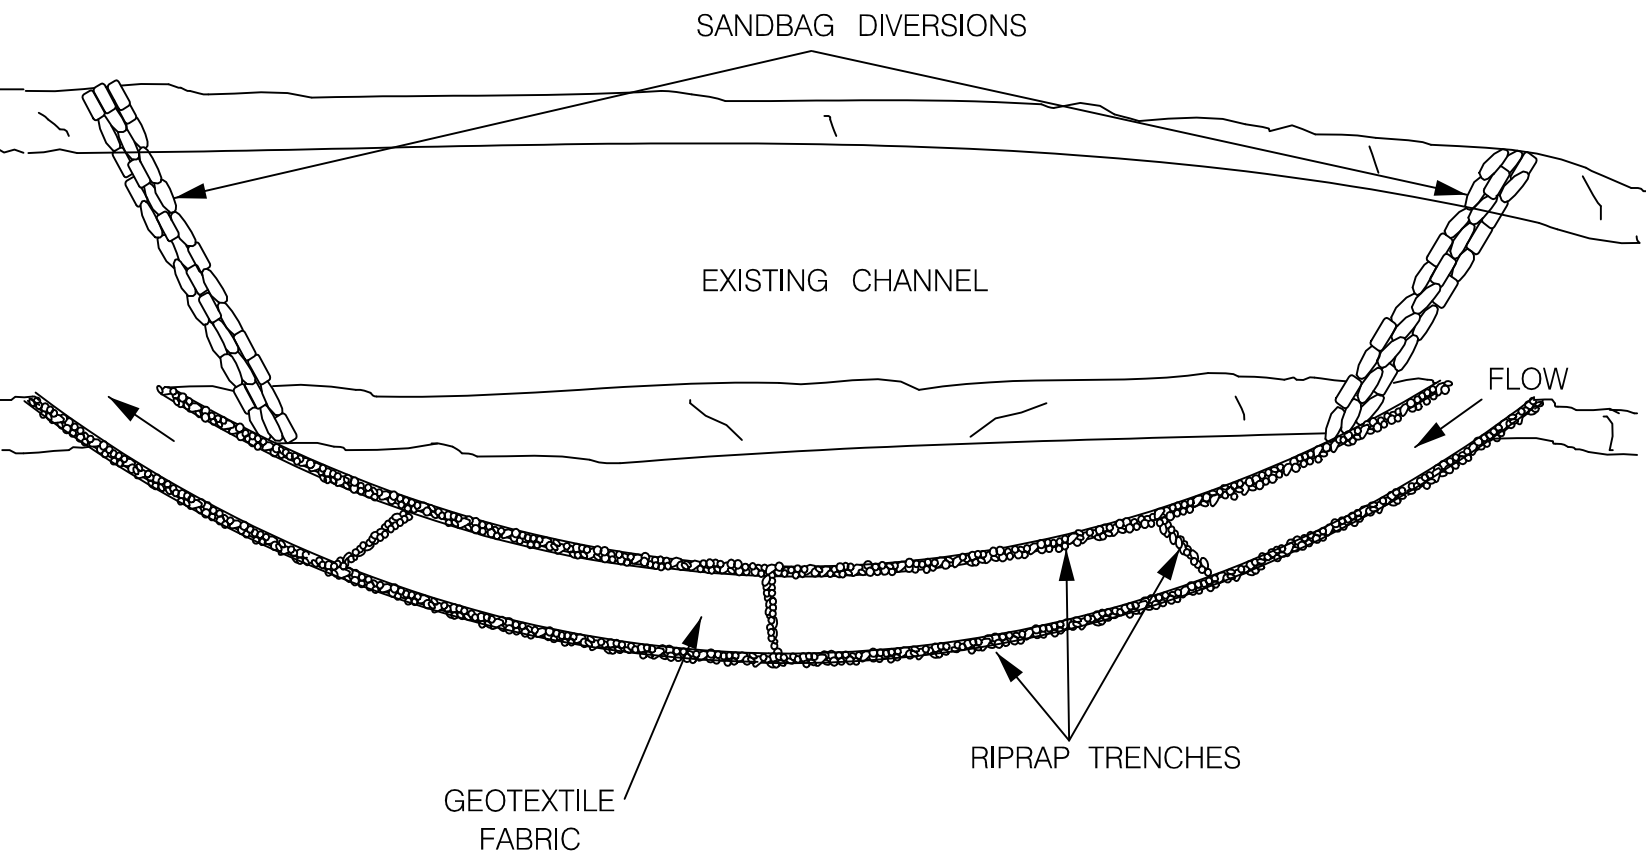 SANDBAG DIVERSIONS
EXISTING CHANNEL
FLOW
RIPRAP TRENCHES
GEOTEXTILE
FABRIC